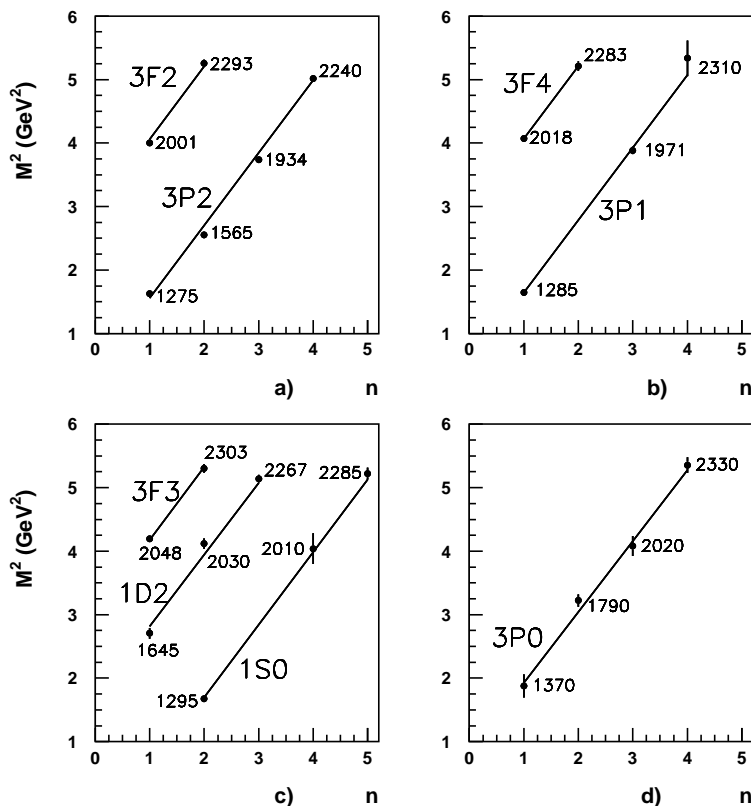 6
5
4
3
2
1
0 1 2 3 4 5
M² (GeV²)
3F2
2293
2001
2240
1934
3P2
1565
1275
a) n
6
5
4
3
2
1
0 1 2 3 4 5
3F4
2283
2310
2018
1971
3P1
1285
b) n
6
5
4
3
2
1
0 1 2 3 4 5
M² (GeV²)
2303
3F3
2267
2285
2048
2030
2010
1D2
1645
1S0
1295
c) n
6
5
4
3
2
1
0 1 2 3 4 5
2330
2020
1790
3P0
1370
d) n